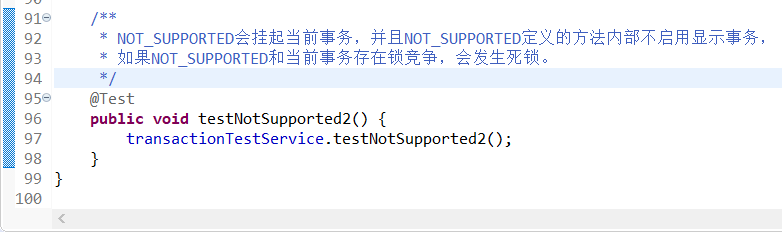 91 /**
92 * NOT_SUPPORTED会挂起当前事务，并且NOT_SUPPORTED定义的方法内部不启用显示事务，
93 * 如果NOT_SUPPORTED和当前事务存在锁竞争，会发生死锁。
94 */
95 @Test
96 public void testNotSupported2() {
97 transactionTestService.testNotSupported2();
98 }
99 }
100